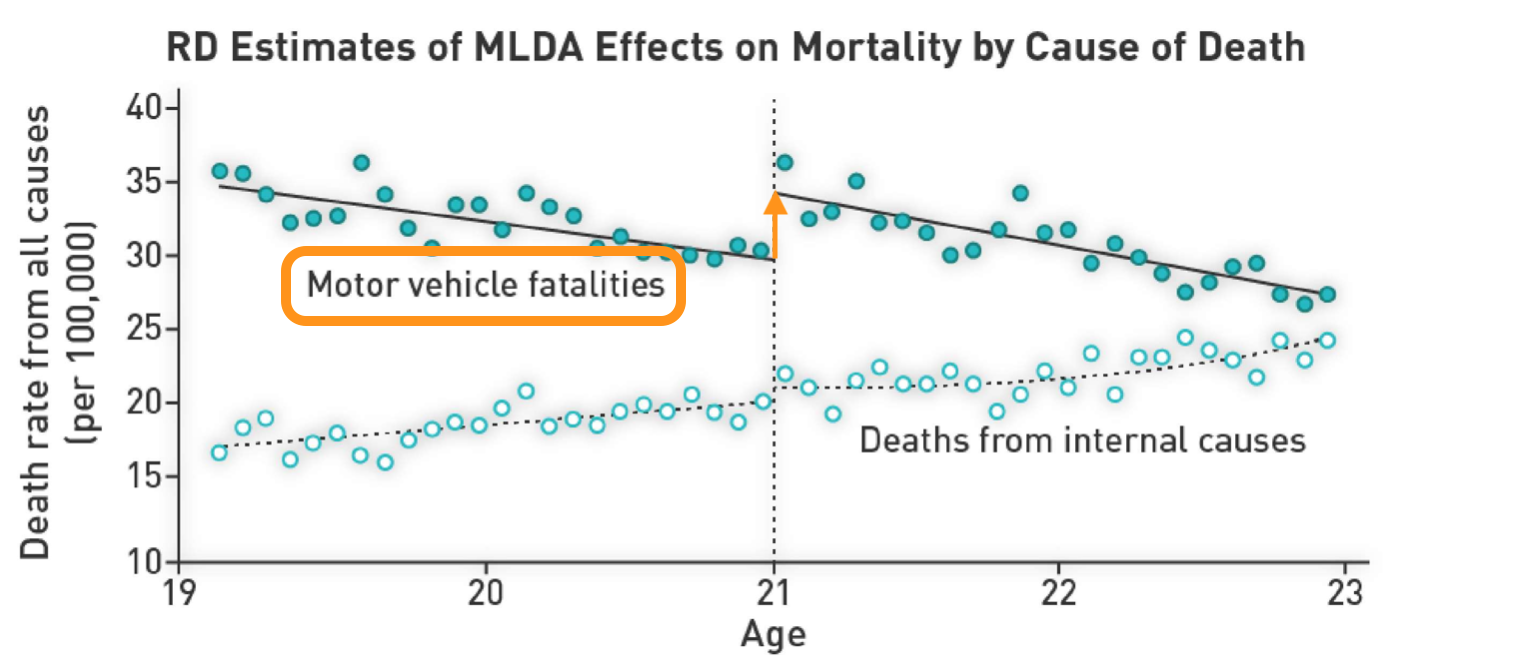 RD Estimates of MLDA Effects on Mortality by Cause of Death
Death rate from all causes
(per 100,000)
40
35
30
25
20
15
10
Motor vehicle fatalities
Deaths from internal causes
19
20
21
22
23
Age